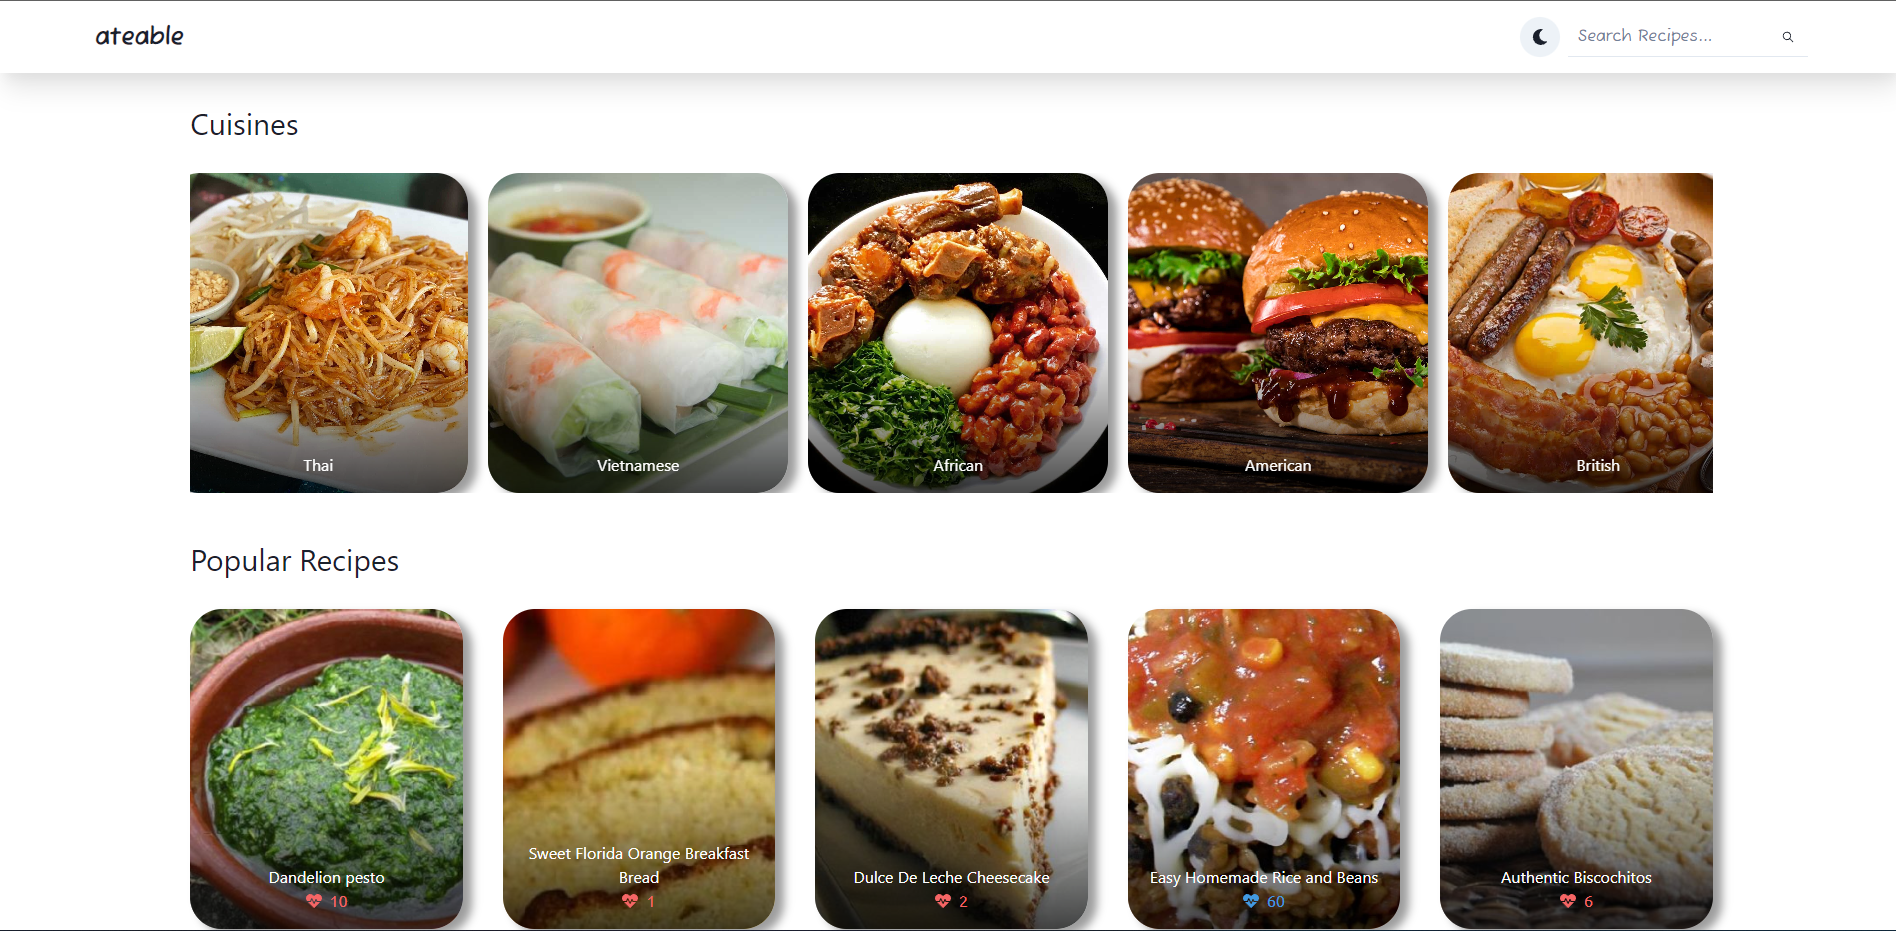 ateable
Search Recipes...
Cuisines
Thai
Vietnamese
African
American
British
Popular Recipes
Dandelion pesto
10
Sweet Florida Orange Breakfast
Bread
1
Dulce De Leche Cheesecake
2
Easy Homemade Rice and Beans
60
Authentic Biscochitos
6